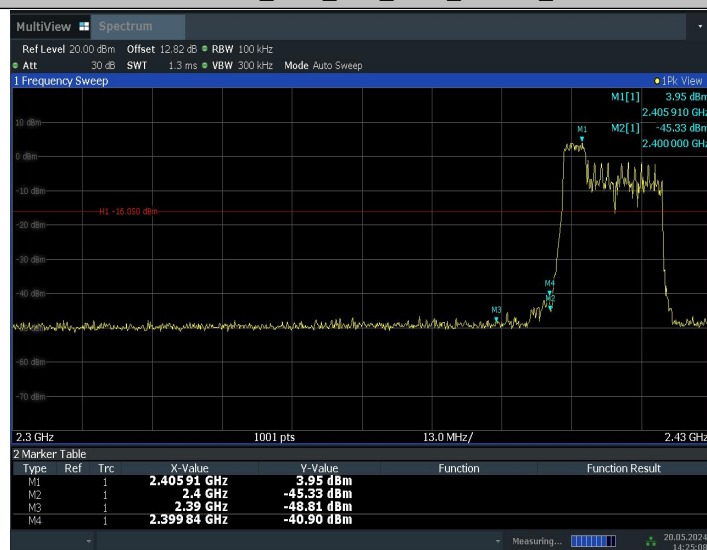 MultiView Spectrum
Ref Level 20.00 dBm Offset 12.82 dB RBW 100 kHz
Att 30 dB SWT 1.3 ms VBW 300 kHz Mode Auto Sweep
1 Frequency Sweep 1Pk View
M1[1] 3.95 dBm
2.405 910 GHz
M2[1] -45.33 dBm
2.400 000 GHz
10 dBm
M1
0 dBm
-10 dBm
H1 -16.050 dBm
-20 dBm
-30 dBm
M4
-40 dBm
M2
M3
-60 dBm
-70 dBm
2.3 GHz 1001 pts 13.0 MHz/ 2.43 GHz
2 Marker Table
Type Ref Trc X-Value Y-Value Function Function Result
M1 1 2.405 91 GHz 3.95 dBm
M2 1 2.4 GHz -45.33 dBm
M3 1 2.39 GHz -48.81 dBm
M4 1 2.399 84 GHz -40.90 dBm
Measuring... 20.05.2024
14:25:08